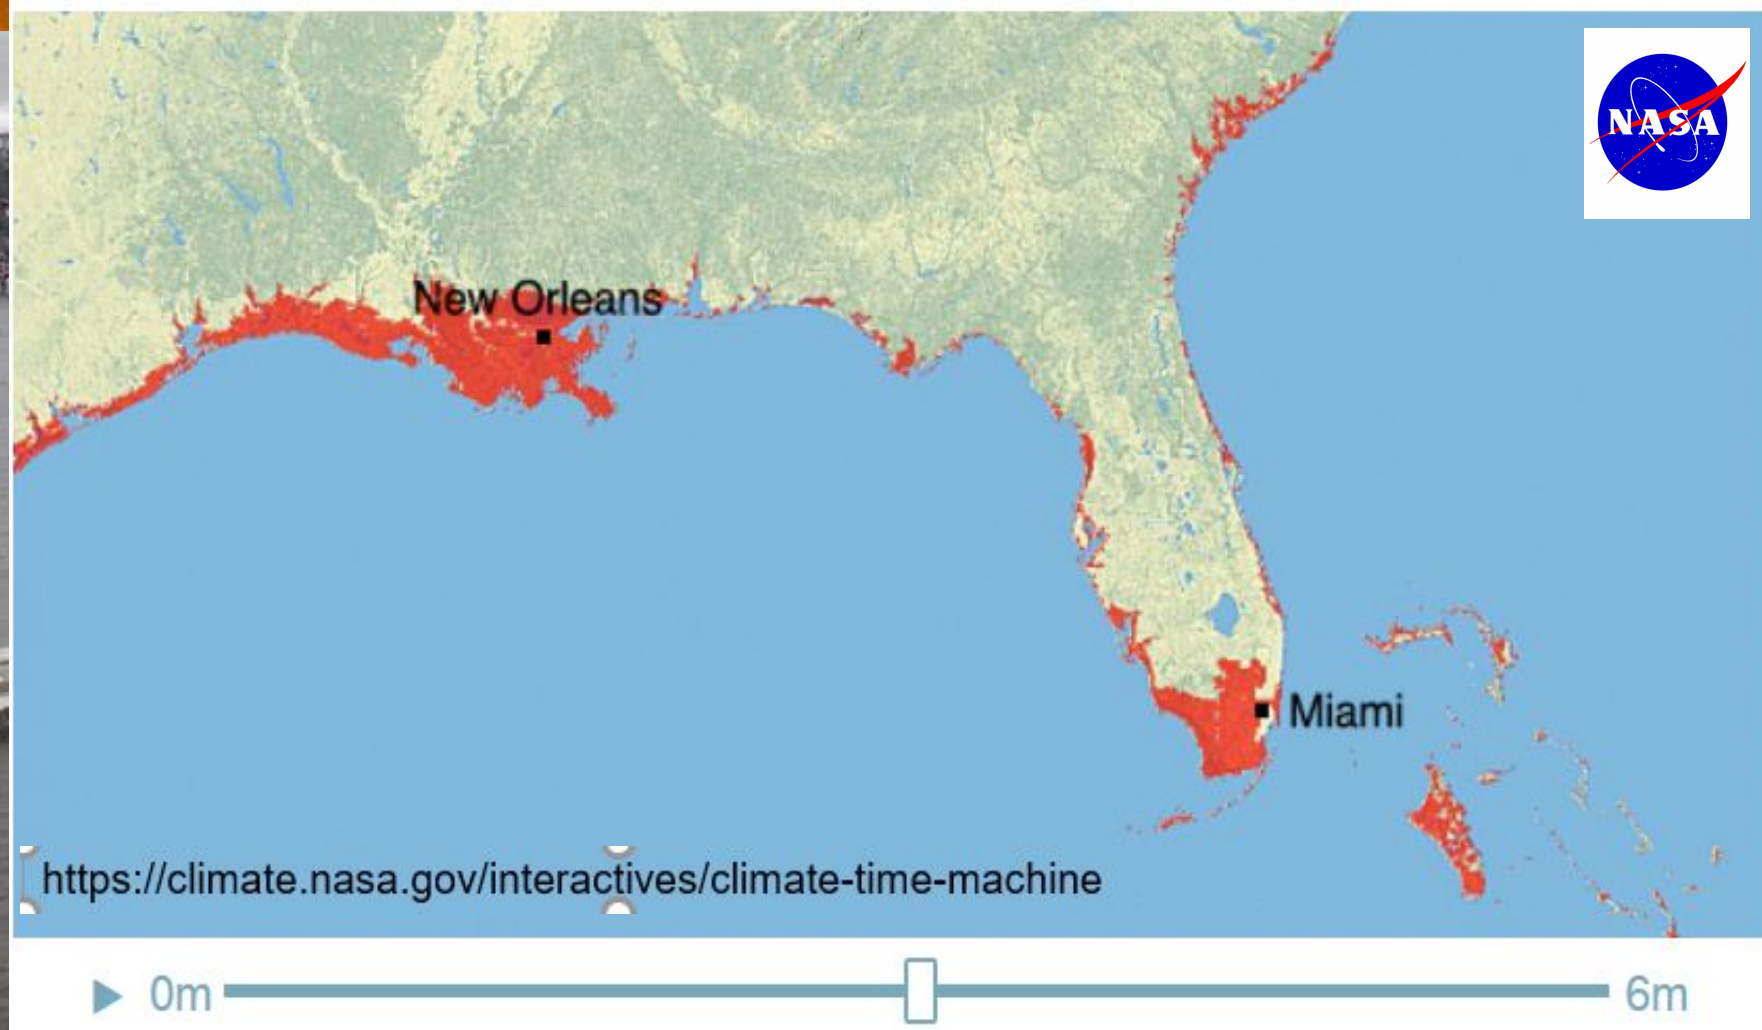 NASA
New Orleans
Miami
https://climate.nasa.gov/interactives/climate-time-machine
0m
6m